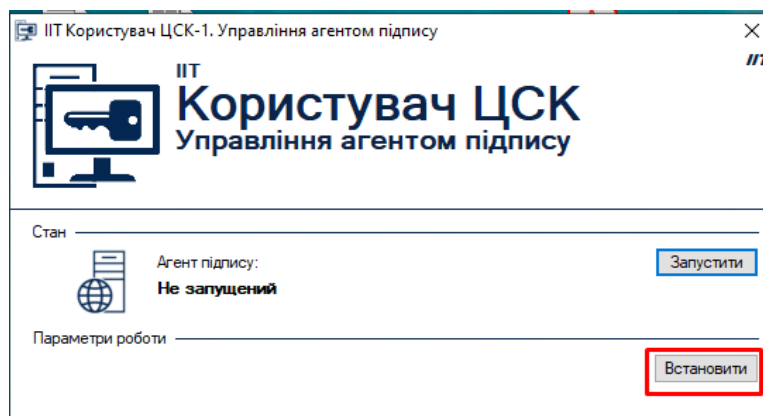 ІІТ Користувач ЦСК-1. Управління агентом підпису
ІІТ
Користувач ЦСК
Управління агентом підпису
Стан
Агент підпису:
Запустити
Не запущений
Параметри роботи
Встановити